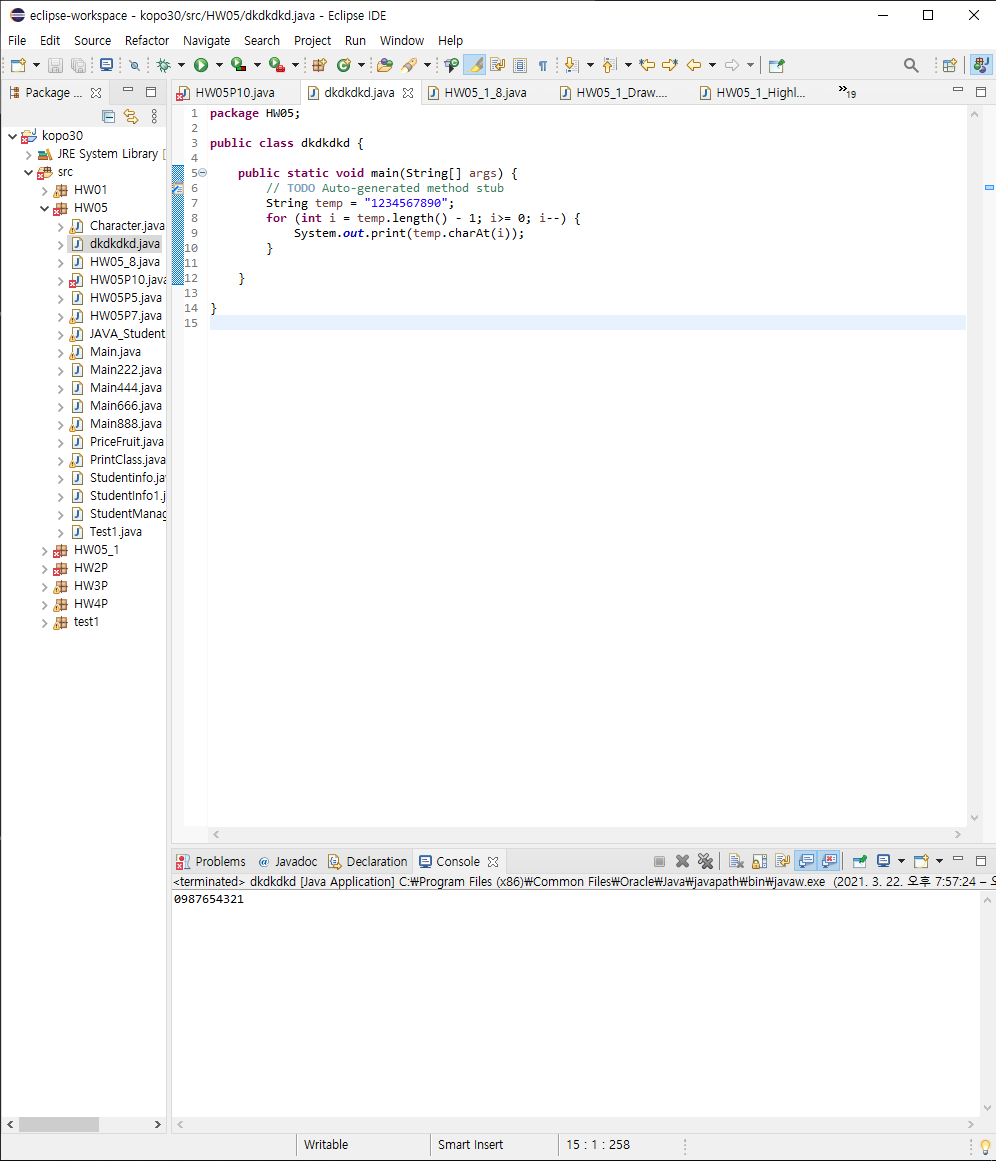 eclipse-workspace - kopo30/src/HW05/dkdkdkd.java - Eclipse IDE
File Edit Source Refactor Navigate Search Project Run Window Help
Package ...
HW05P10.java dkdkdkd.java HW05_1_8.java HW05_1_Draw.... HW05_1_Highl... »19
kopo30
JRE System Library [
src
HW01
HW05
Character.java
dkdkdkd.java
HW05_8.java
HW05P10.java
HW05P5.java
HW05P7.java
JAVA_Student
Main.java
Main222.java
Main444.java
Main666.java
Main888.java
PriceFruit.java
PrintClass.java
Studentinfo.ja
StudentInfo1.j
StudentManag
Test1.java
HW05_1
HW2P
HW3P
HW4P
test1
1 package HW05;
2
3 public class dkdkdkd {
4
5 public static void main(String[] args) {
6 // TODO Auto-generated method stub
7 String temp = "1234567890";
8 for (int i = temp.length() - 1; i>= 0; i--) {
9 System.out.print(temp.charAt(i));
10 }
11
12 }
13
14 }
15
Problems @ Javadoc Declaration Console
<terminated> dkdkdkd [Java Application] C:₩Program Files (x86)₩Common Files₩Oracle₩Java₩javapath₩bin₩javaw.exe (2021. 3. 22. 오후 7:57:24 –
0987654321
Writable Smart Insert 15 : 1 : 258